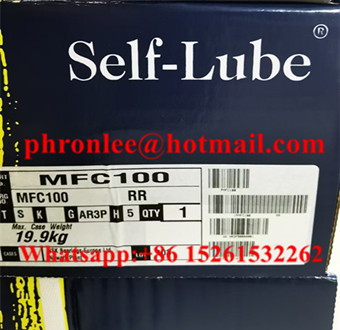 Self-Lube ®
phronlee@hotmail.com
MFC100
MFC100 RR
T S K G AR3P H 5 QTY 1
Max. Case Weight
19.9kg
Whatsapp:+86 15261532262